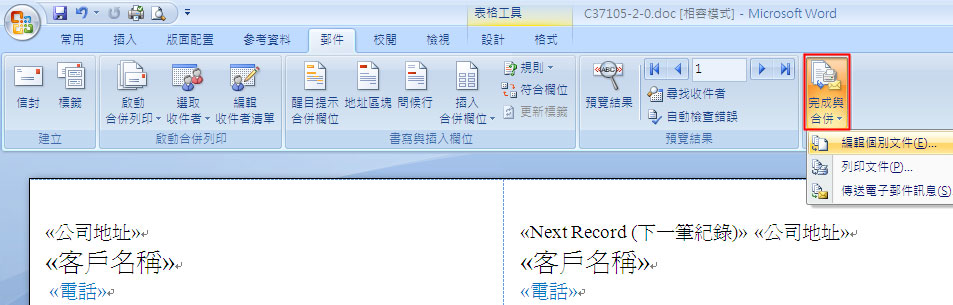 表格工具
C37105-2-0.doc [相容模式] - Microsoft Word
常用 插入 版面配置 參考資料 郵件 校閱 檢視 設計 格式
信封 標籤 啟動 合併列印 選取 收件者 編輯 收件者清單 醒目提示 合併欄位 地址區塊 問候行 插入 合併欄位 規則 符合欄位 更新標籤 預覽結果 ABC 1 尋找收件者 自動檢查錯誤 完成與 合併
建立 啟動合併列印 書寫與插入欄位 預覽結果
編輯個別文件(E)...
列印文件(P)...
傳送電子郵件訊息(S)
«公司地址» «Next Record (下一筆紀錄)» «公司地址»
«客戶名稱» «客戶名稱»
«電話» «電話»